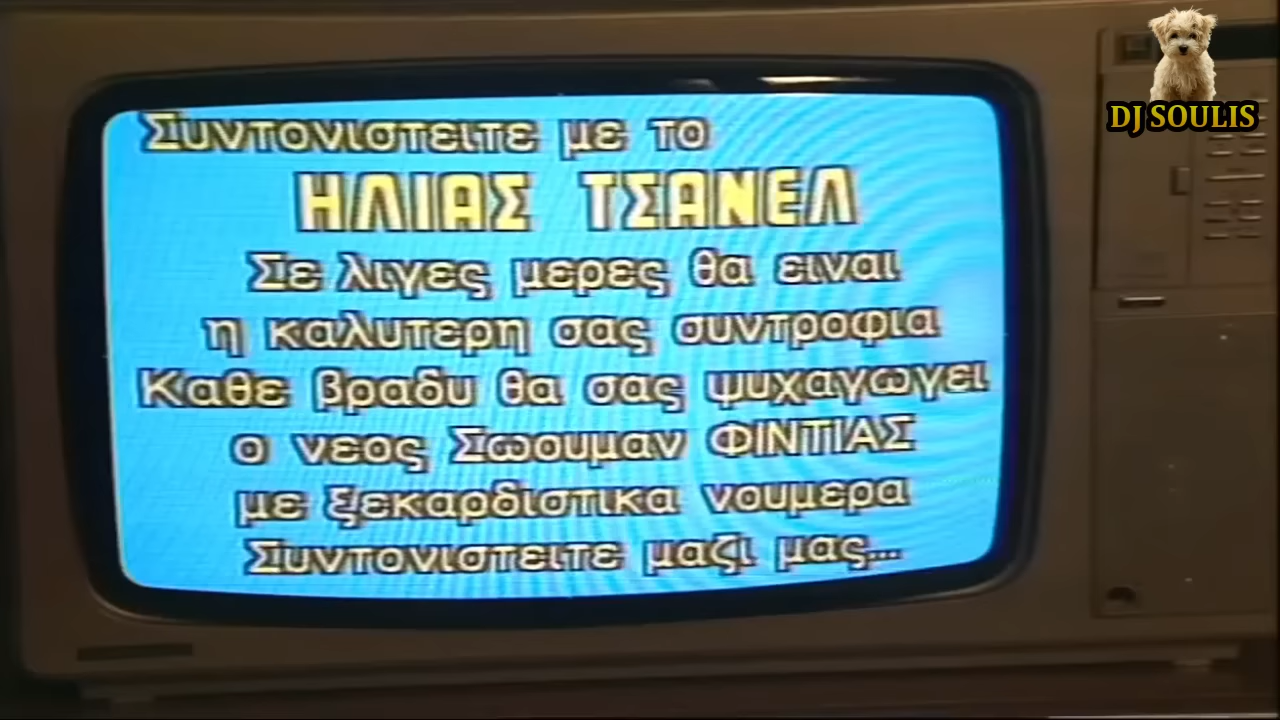 DJ SOULIS
Συντονιστειτε με το
ΗΛΙΑΣ ΤΣΑΝΕΛ
Σε λιγες μερες θα ειναι
η καλυτερη σας συντροφια
Καθε βραδυ θα σας ψυχαγωγει
ο νεος Σωουμαν ΦΙΝΤΙΑΣ
με ξεκαρδιστικα νουμερα
Συντονιστειτε μαζι μας...